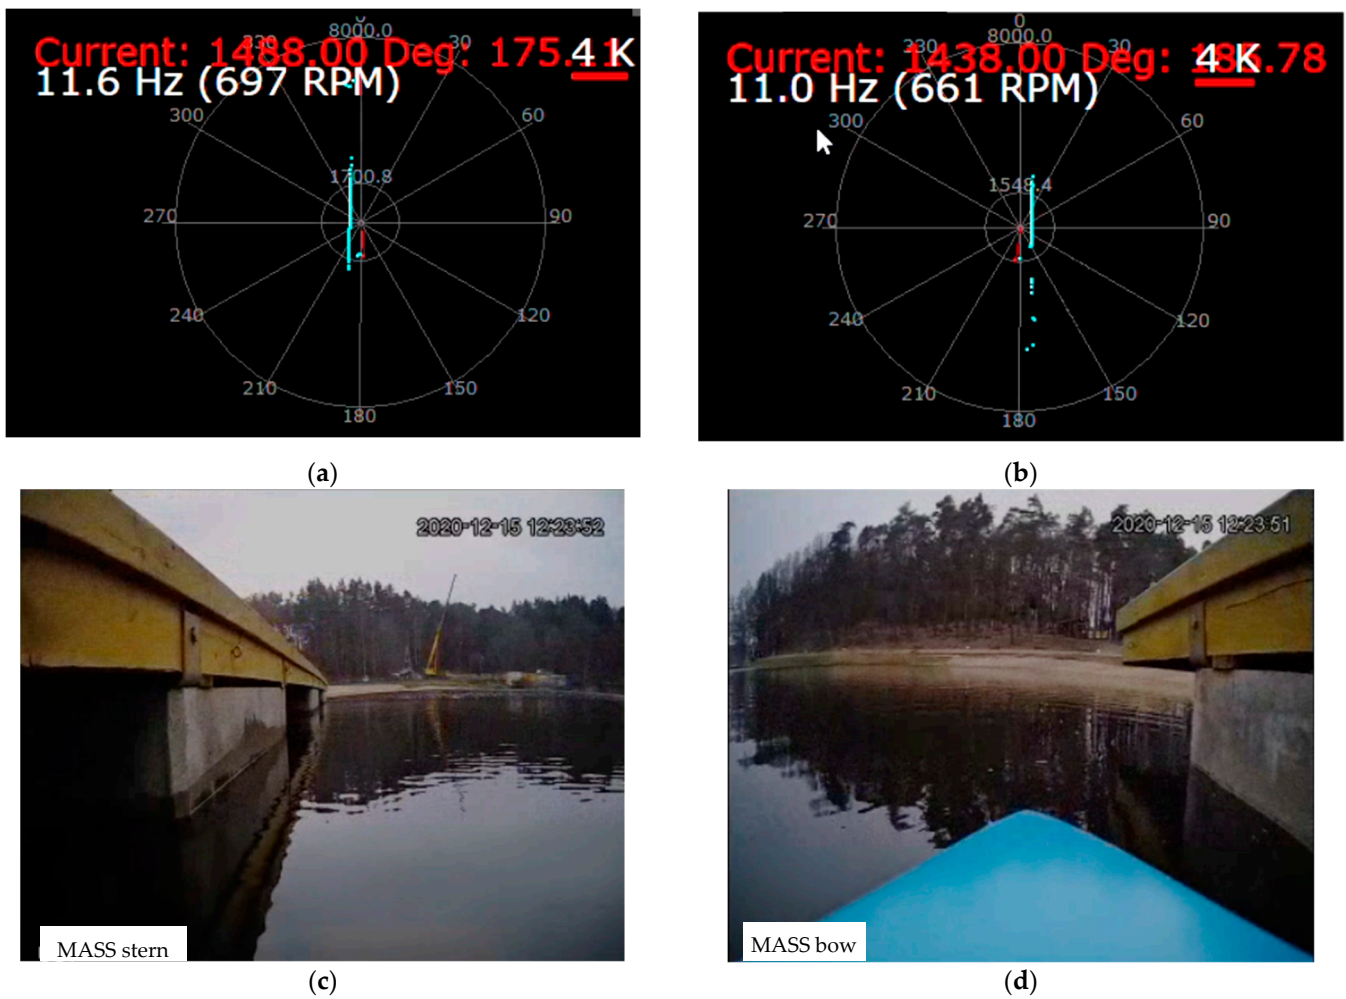 0
8000.0
Current: 1488.00 Deg: 175.
4 K
11.6 Hz (697 RPM)
330
30
300
60
1700.8
270
90
240
120
210
150
180
(a)
0
8000.0
Current: 1438.00 Deg: .78
4 K
11.0 Hz (661 RPM)
330
30
300
60
1548.4
270
90
240
120
210
150
180
(b)
2020-12-15 12:23:52
MASS stern
(c)
2020-12-15 12:23:51
MASS bow
(d)